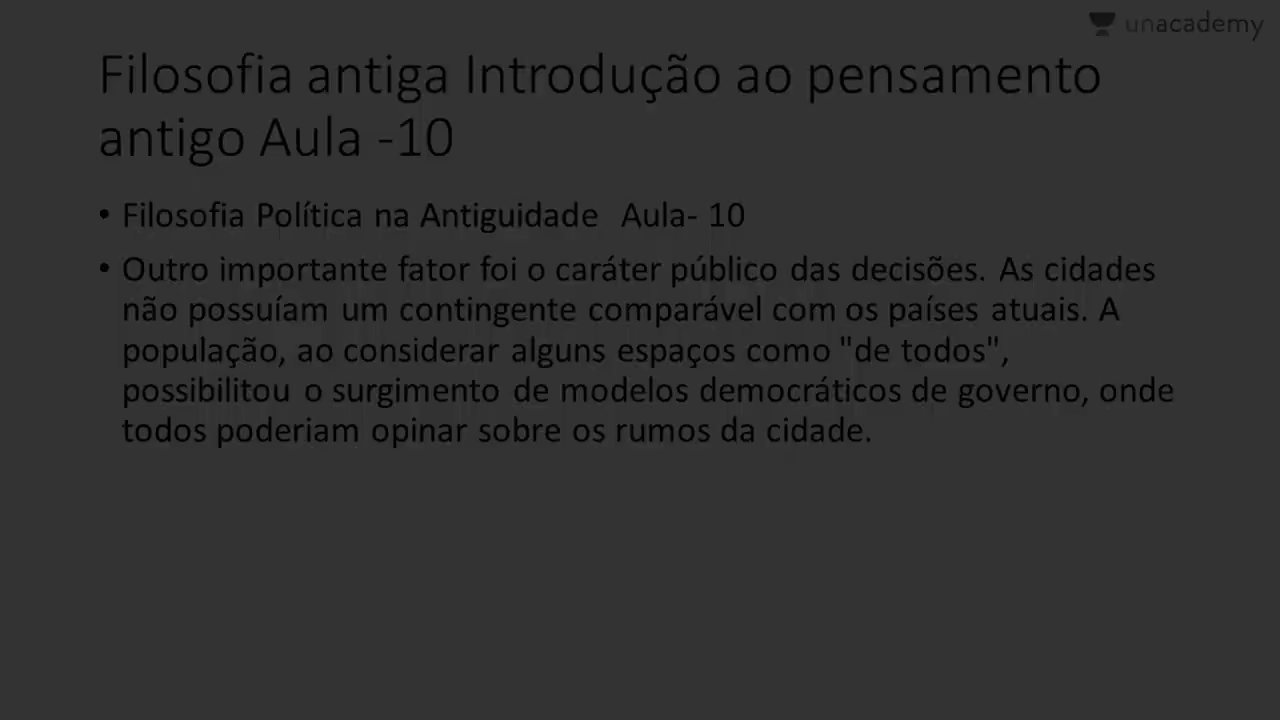 unacademy
Filosofia antiga Introdução ao pensamento
antigo Aula -10
• Filosofia Política na Antiguidade Aula- 10
• Outro importante fator foi o caráter público das decisões. As cidades
não possuíam um contingente comparável com os países atuais. A
população, ao considerar alguns espaços como "de todos",
possibilitou o surgimento de modelos democráticos de governo, onde
todos poderiam opinar sobre os rumos da cidade.